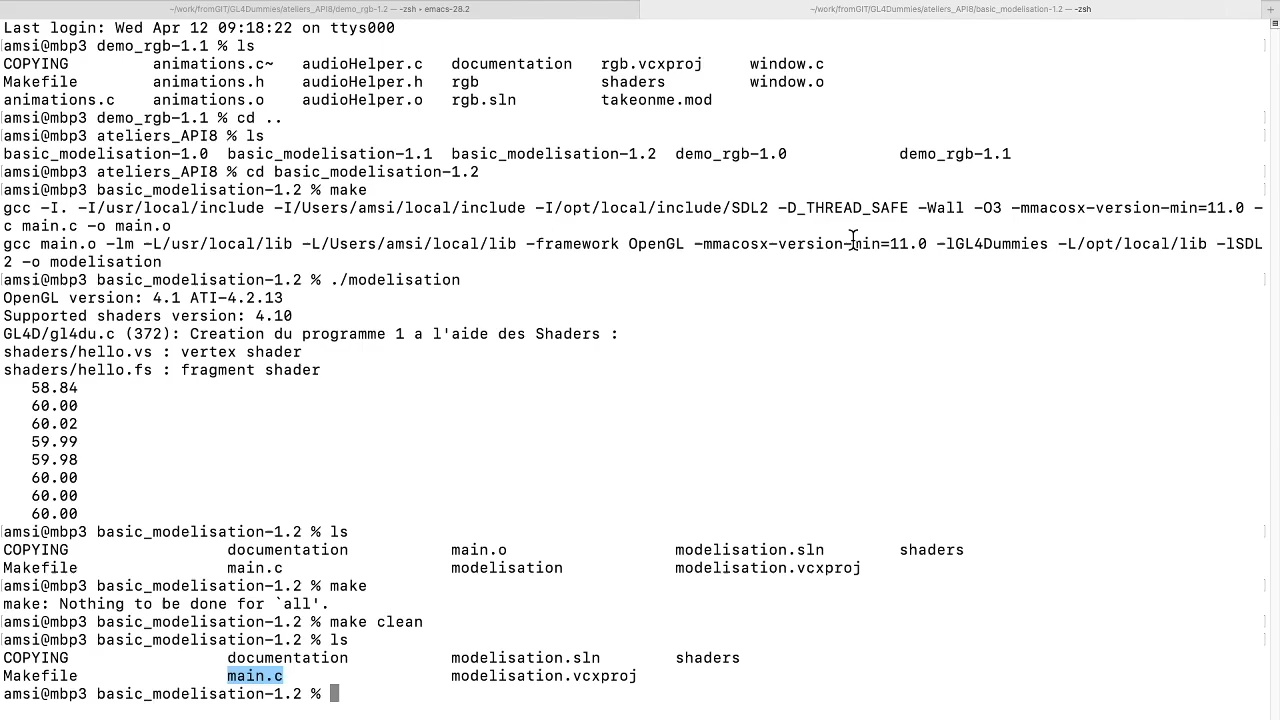 ~/work/fromGIT/GL4Dummies/ateliers_API8/demo_rgb-1.2 — -zsh • emacs-28.2
~/work/fromGIT/GL4Dummies/ateliers_API8/basic_modelisation-1.2 — -zsh
Last login: Wed Apr 12 09:18:22 on ttys000
amsi@mbp3 demo_rgb-1.1 % ls
COPYING animations.c~ audioHelper.c documentation rgb.vcxproj window.c
Makefile animations.h audioHelper.h rgb shaders window.o
animations.c animations.o audioHelper.o rgb.sln takeonme.mod
amsi@mbp3 demo_rgb-1.1 % cd ..
amsi@mbp3 ateliers_API8 % ls
basic_modelisation-1.0 basic_modelisation-1.1 basic_modelisation-1.2 demo_rgb-1.0 demo_rgb-1.1
amsi@mbp3 ateliers_API8 % cd basic_modelisation-1.2
amsi@mbp3 basic_modelisation-1.2 % make
gcc -I. -I/usr/local/include -I/Users/amsi/local/include -I/opt/local/include/SDL2 -D_THREAD_SAFE -Wall -O3 -mmacosx-version-min=11.0 -
c main.c -o main.o
gcc main.o -lm -L/usr/local/lib -L/Users/amsi/local/lib -framework OpenGL -mmacosx-version-min=11.0 -lGL4Dummies -L/opt/local/lib -lSDL
2 -o modelisation
amsi@mbp3 basic_modelisation-1.2 % ./modelisation
OpenGL version: 4.1 ATI-4.2.13
Supported shaders version: 4.10
GL4D/gl4du.c (372): Creation du programme 1 a l'aide des Shaders :
shaders/hello.vs : vertex shader
shaders/hello.fs : fragment shader
58.84
60.00
60.02
59.99
59.98
60.00
60.00
60.00
amsi@mbp3 basic_modelisation-1.2 % ls
COPYING documentation main.o modelisation.sln shaders
Makefile main.c modelisation modelisation.vcxproj
amsi@mbp3 basic_modelisation-1.2 % make
make: Nothing to be done for `all'.
amsi@mbp3 basic_modelisation-1.2 % make clean
amsi@mbp3 basic_modelisation-1.2 % ls
COPYING documentation modelisation.sln shaders
Makefile main.c modelisation.vcxproj
amsi@mbp3 basic_modelisation-1.2 %